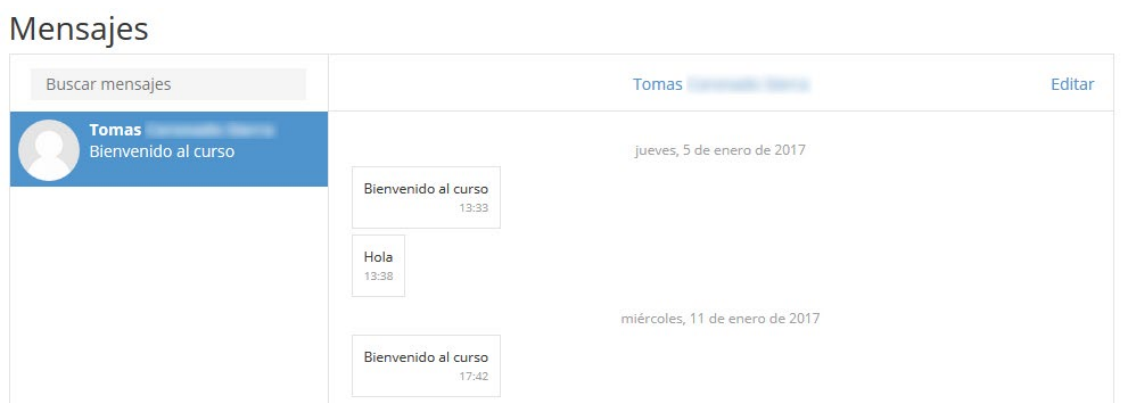 Mensajes
Buscar mensajes
Tomas
Editar
Tomas
Bienvenido al curso
jueves, 5 de enero de 2017
Bienvenido al curso
13:33
Hola
13:38
miércoles, 11 de enero de 2017
Bienvenido al curso
17:42